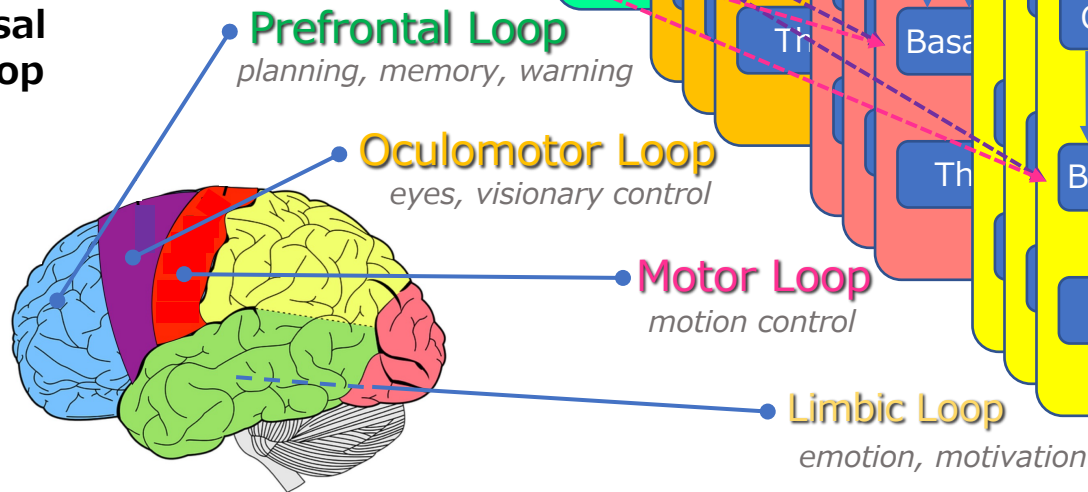 Prefrontal Loop
planning, memory, warning
Oculomotor Loop
eyes, visionary control
Motor Loop
motion control
Limbic Loop
emotion, motivation
sal
op
Th
Basa
Th
B